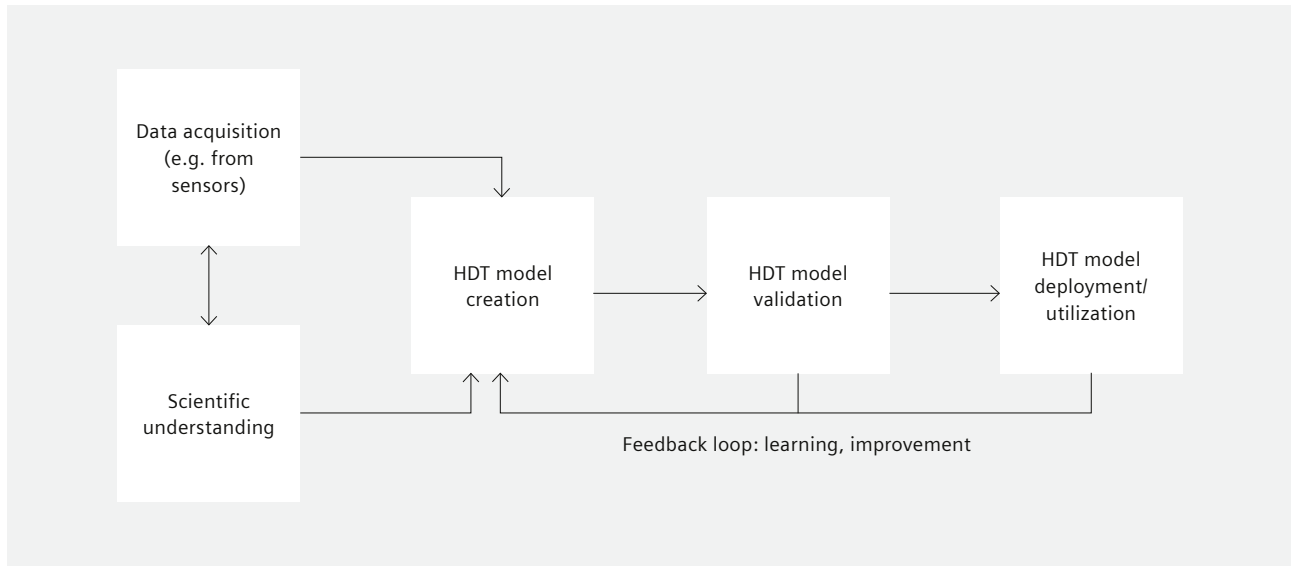 Data acquisition
(e.g. from
sensors)
Scientific
understanding
HDT model
creation
HDT model
validation
HDT model
deployment/
utilization
Feedback loop: learning, improvement